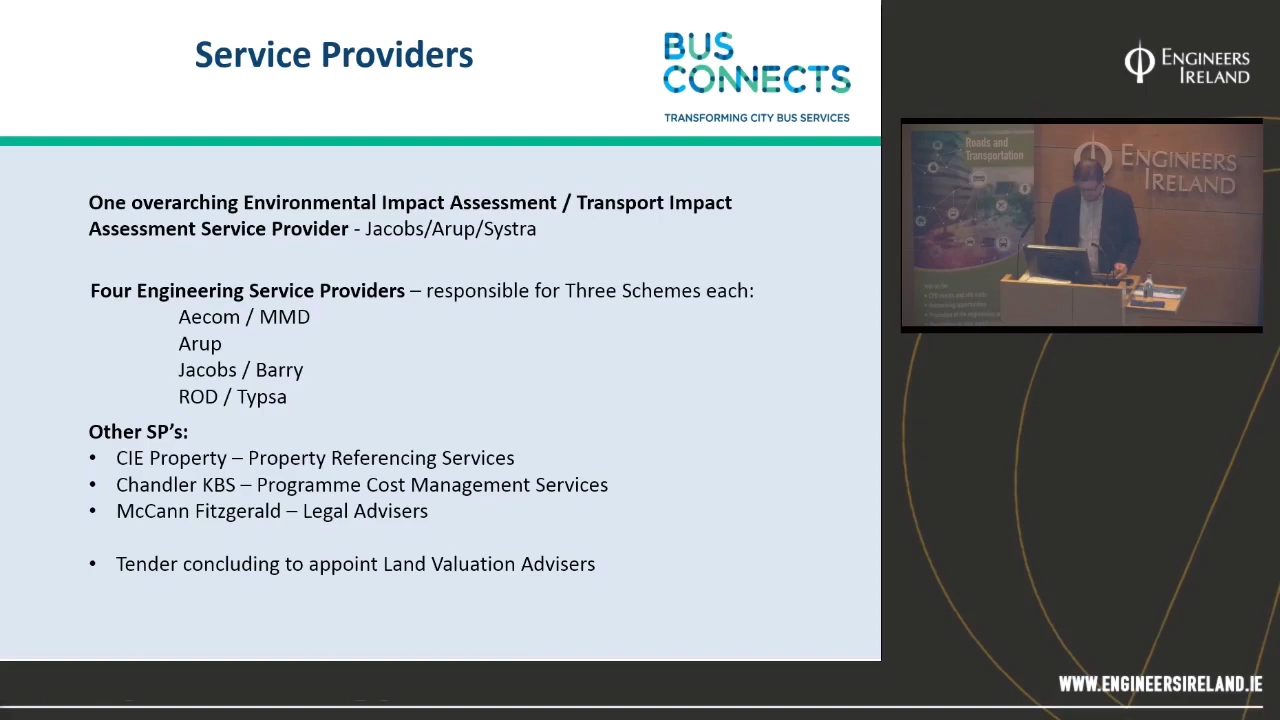 Service Providers
BUS
CONNECTS
TRANSFORMING CITY BUS SERVICES
One overarching Environmental Impact Assessment / Transport Impact
Assessment Service Provider - Jacobs/Arup/Systra
Four Engineering Service Providers – responsible for Three Schemes each:
Aecom / MMD
Arup
Jacobs / Barry
ROD / Typsa
Other SP's:
• CIE Property – Property Referencing Services
• Chandler KBS – Programme Cost Management Services
• McCann Fitzgerald – Legal Advisers
• Tender concluding to appoint Land Valuation Advisers
ENGINEERS
IRELAND
Roads and
Transportation
ENGINEERS
IRELAND
WWW.ENGINEERSIRELAND.IE